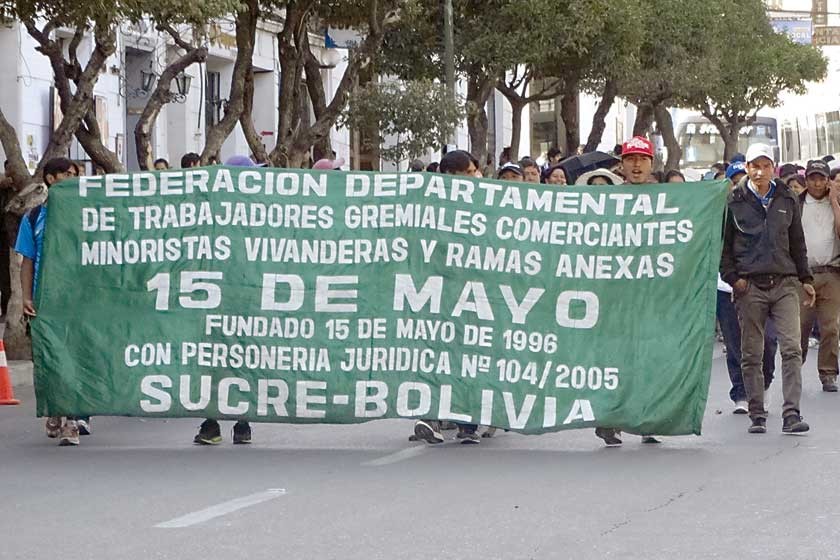 FEDERACION DEPARTAMENTAL
DE TRABAJADORES GREMIALES COMERCIANTES
MINORISTAS VIVANDERAS Y RAMAS ANEXAS
15 DE MAYO
FUNDADO 15 DE MAYO DE 1996
CON PERSONERIA JURIDICA Nº 104/2005
SUCRE-BOLIVIA